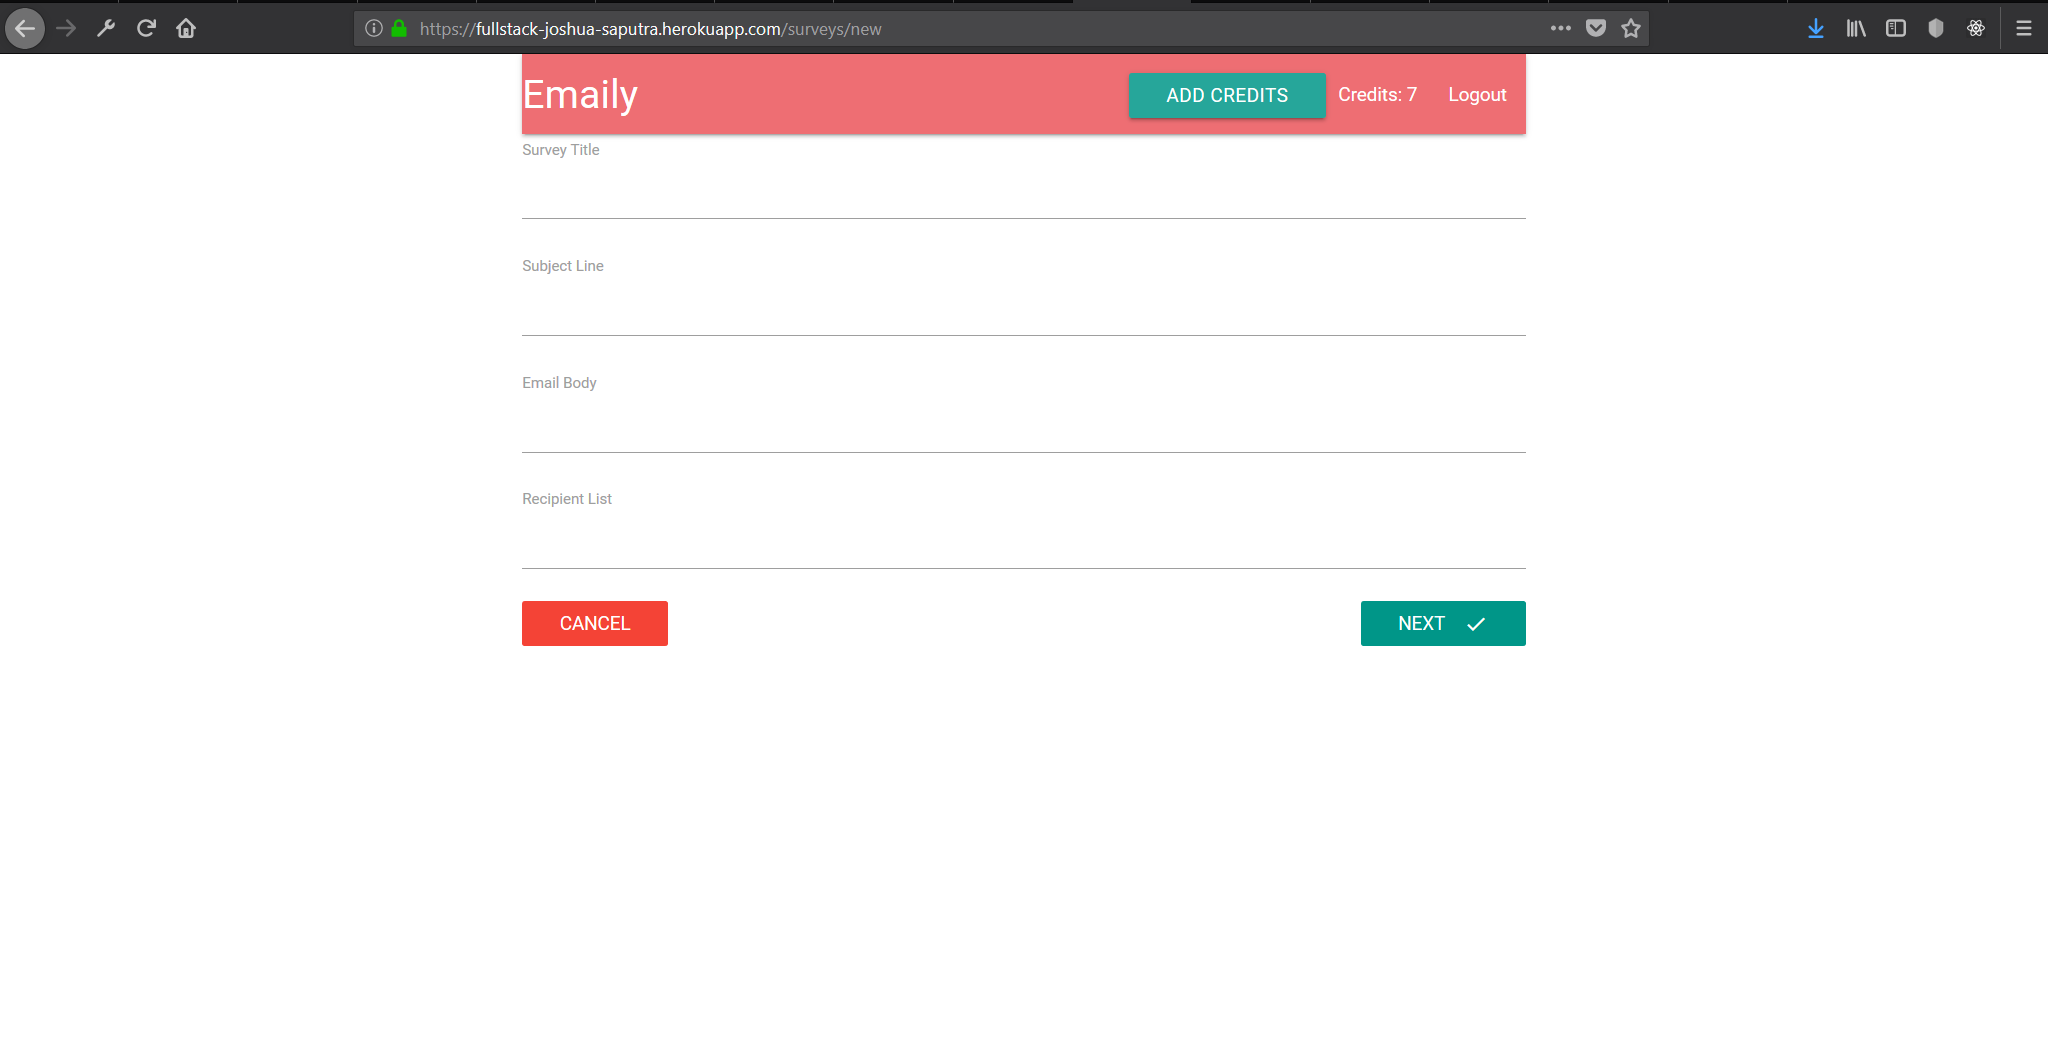 https://fullstack-joshua-saputra.herokuapp.com/surveys/new
Emaily
ADD CREDITS
Credits: 7
Logout
Survey Title
Subject Line
Email Body
Recipient List
CANCEL
NEXT